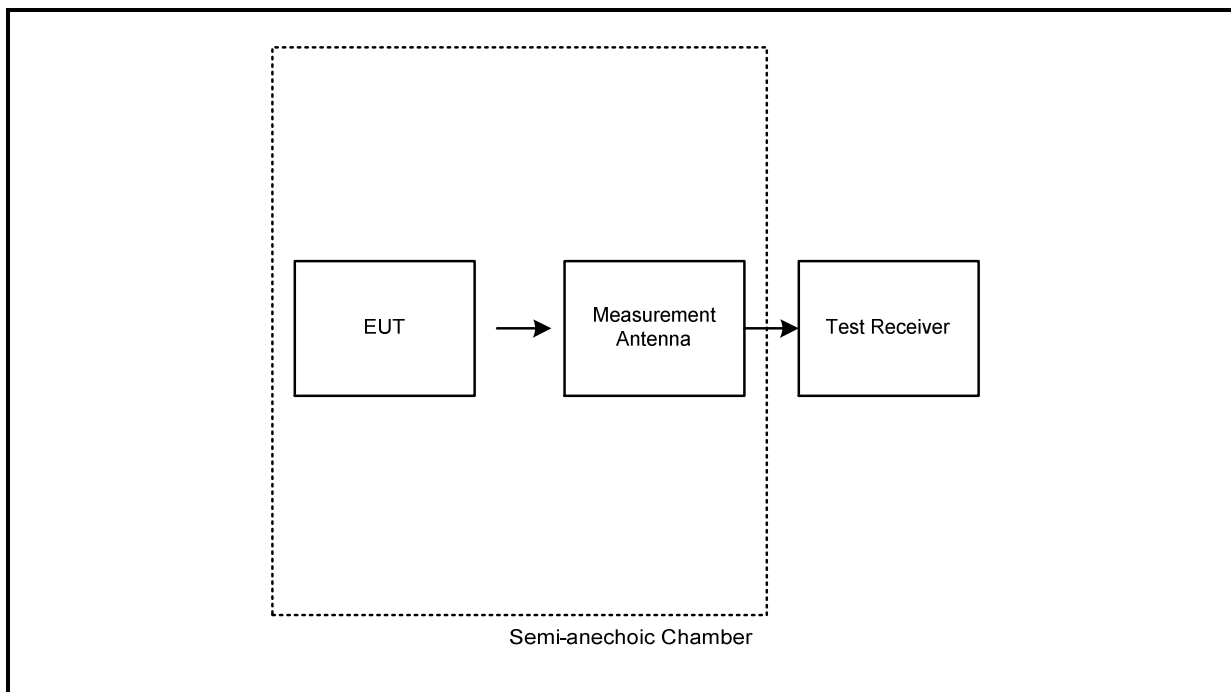 EUT
Measurement
Antenna
Test Receiver
Semi-anechoic Chamber